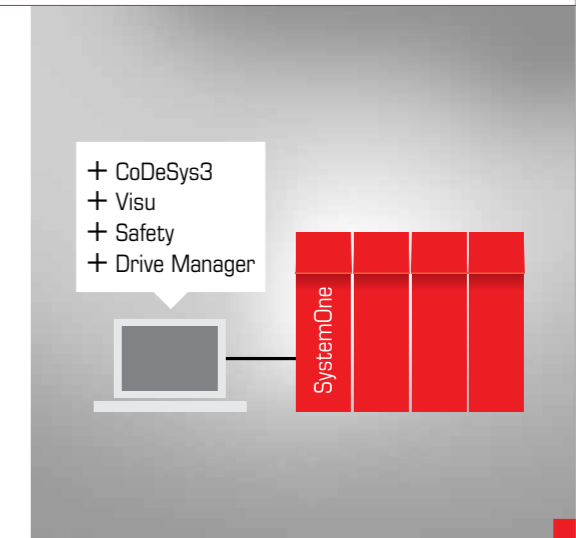 + CoDeSys3
+ Visu
+ Safety
+ Drive Manager
SystemOne